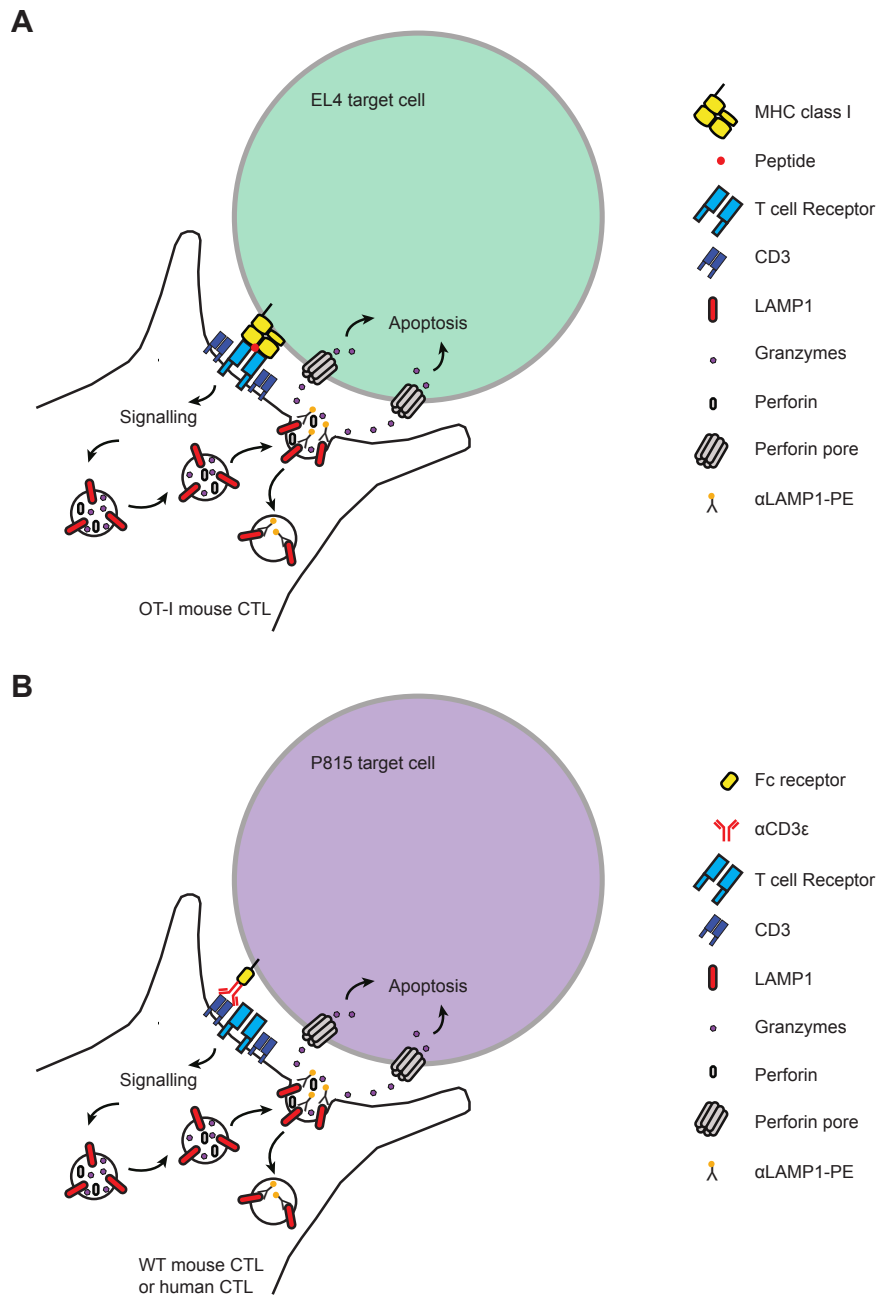 A
EL4 target cell
Apoptosis
Signalling
OT-I mouse CTL
MHC class I
Peptide
T cell Receptor
CD3
LAMP1
Granzymes
Perforin
Perforin pore
αLAMP1-PE
B
P815 target cell
Apoptosis
Signalling
WT mouse CTL
or human CTL
Fc receptor
αCD3ε
T cell Receptor
CD3
LAMP1
Granzymes
Perforin
Perforin pore
αLAMP1-PE